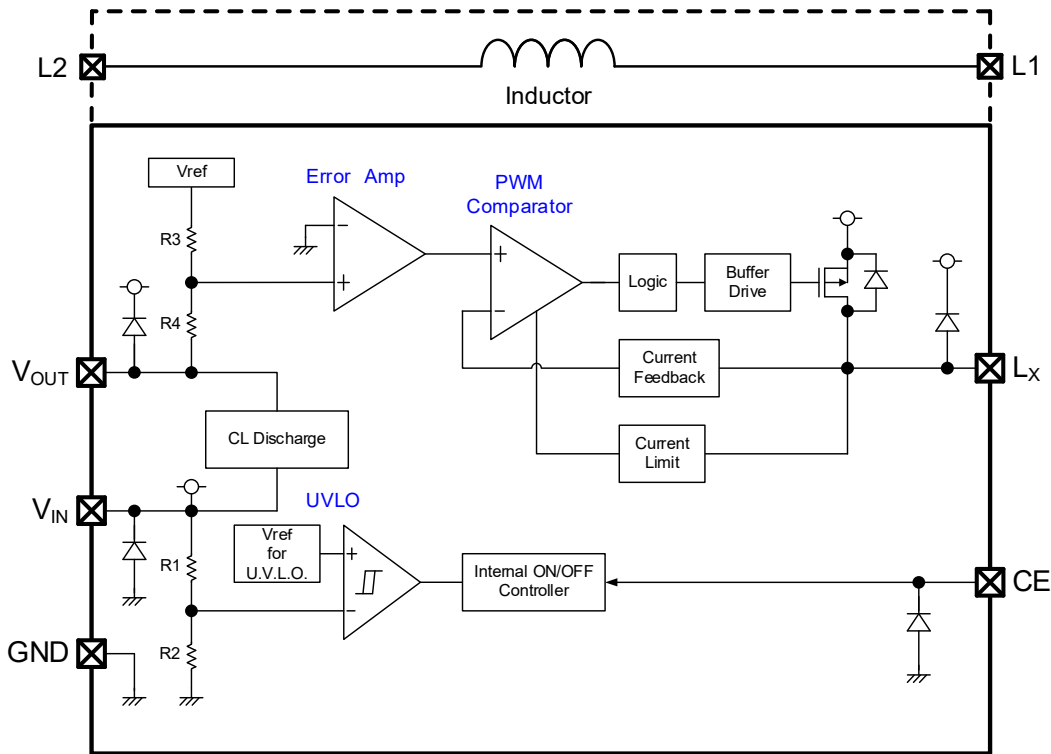 L2
L1
Inductor
Vref
Error Amp
PWM
Comparator
R3
-
+
+
-
Logic
Buffer
Drive
R4
VOUT
Current
Feedback
LX
CL Discharge
Current
Limit
VIN
UVLO
R1
Vref
for
U.V.L.O.
+
-
Internal ON/OFF
Controller
CE
GND
R2